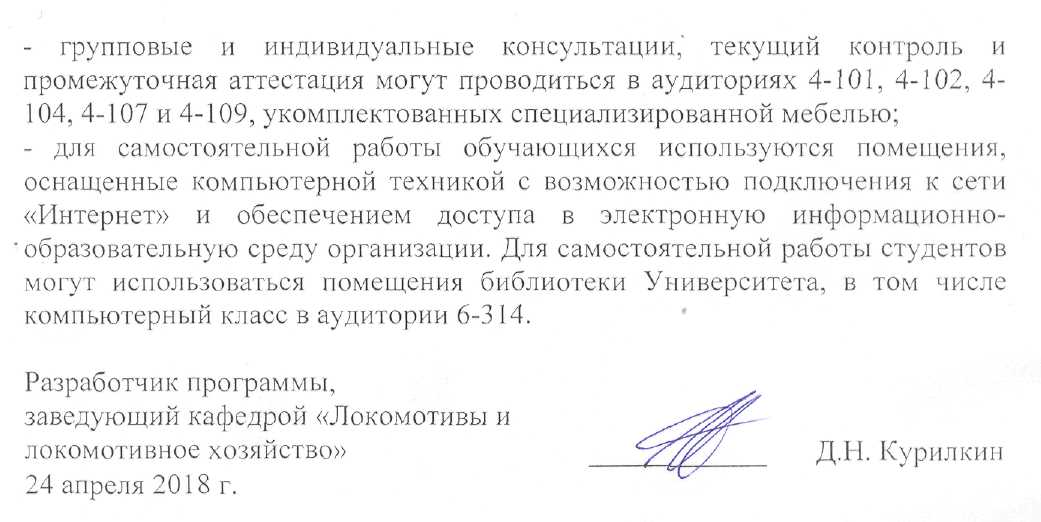 - групповые и индивидуальные консультации, текущий контроль и
промежуточная аттестация могут проводиться в аудиториях 4-101, 4-102, 4-
104, 4-107 и 4-109, укомплектованных специализированной мебелью;
- для самостоятельной работы обучающихся используются помещения,
оснащенные компьютерной техникой с возможностью подключения к сети
«Интернет» и обеспечением доступа в электронную информационно-
образовательную среду организации. Для самостоятельной работы студентов
могут использоваться помещения библиотеки Университета, в том числе
компьютерный класс в аудитории 6-314.
Разработчик программы,
заведующий кафедрой «Локомотивы и
локомотивное хозяйство»
Д.Н. Курилкин
24 апреля 2018 г.